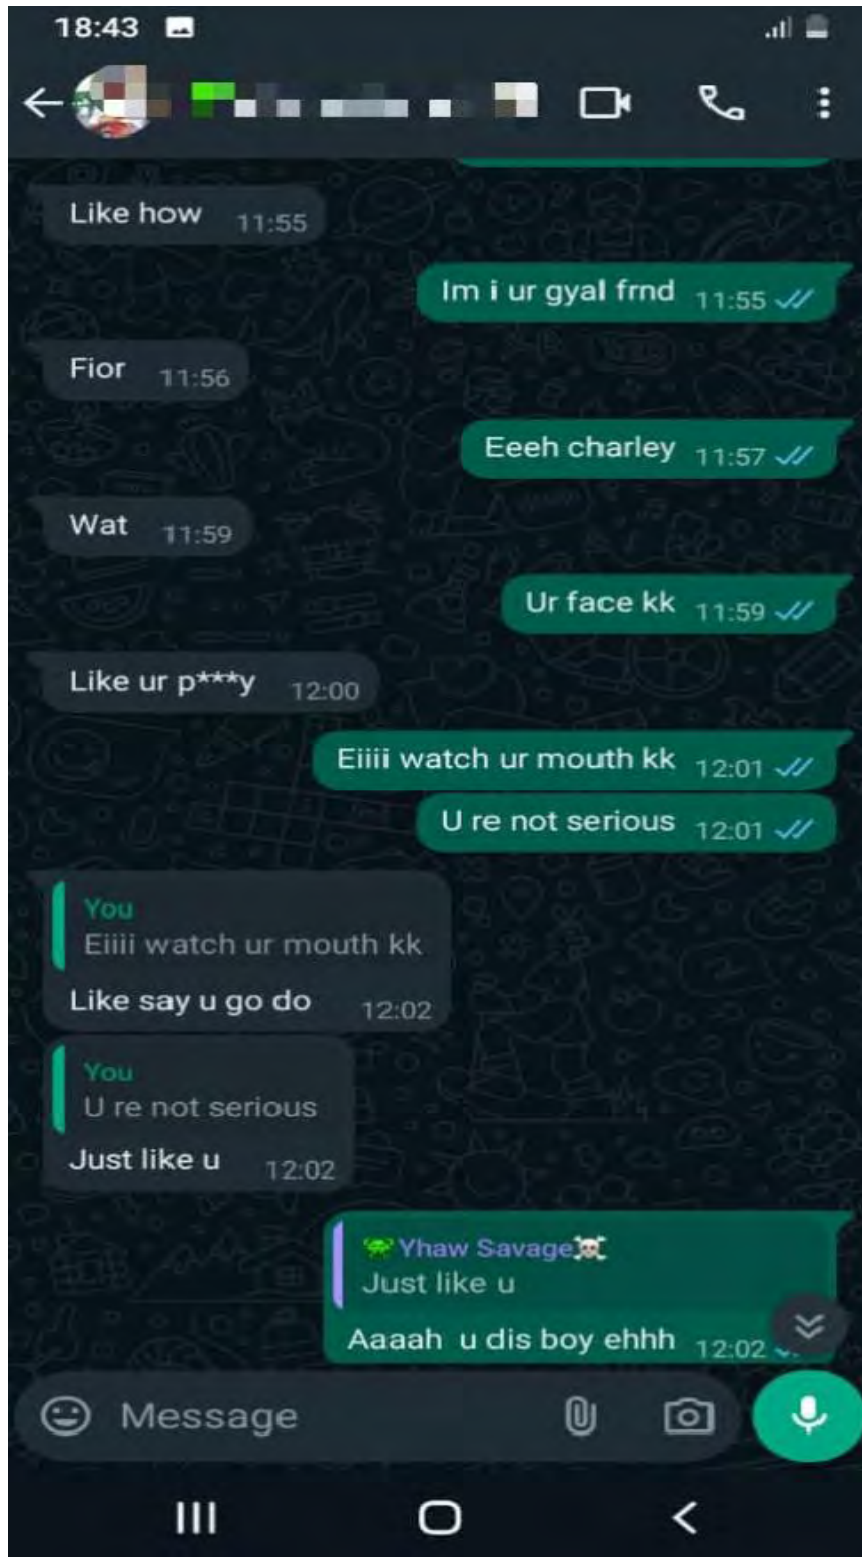 18:43
Like how 11:55
Im i ur gyal frnd 11:55
Fior 11:56
Eeeh charley 11:57
Wat 11:59
Ur face kk 11:59
Like ur p***y 12:00
Eiiii watch ur mouth kk 12:01
U re not serious 12:01
You
Eiiii watch ur mouth kk
Like say u go do 12:02
You
U re not serious
Just like u 12:02
Yhaw Savage
Just like u
Aaaah u dis boy ehhh 12:02
Message